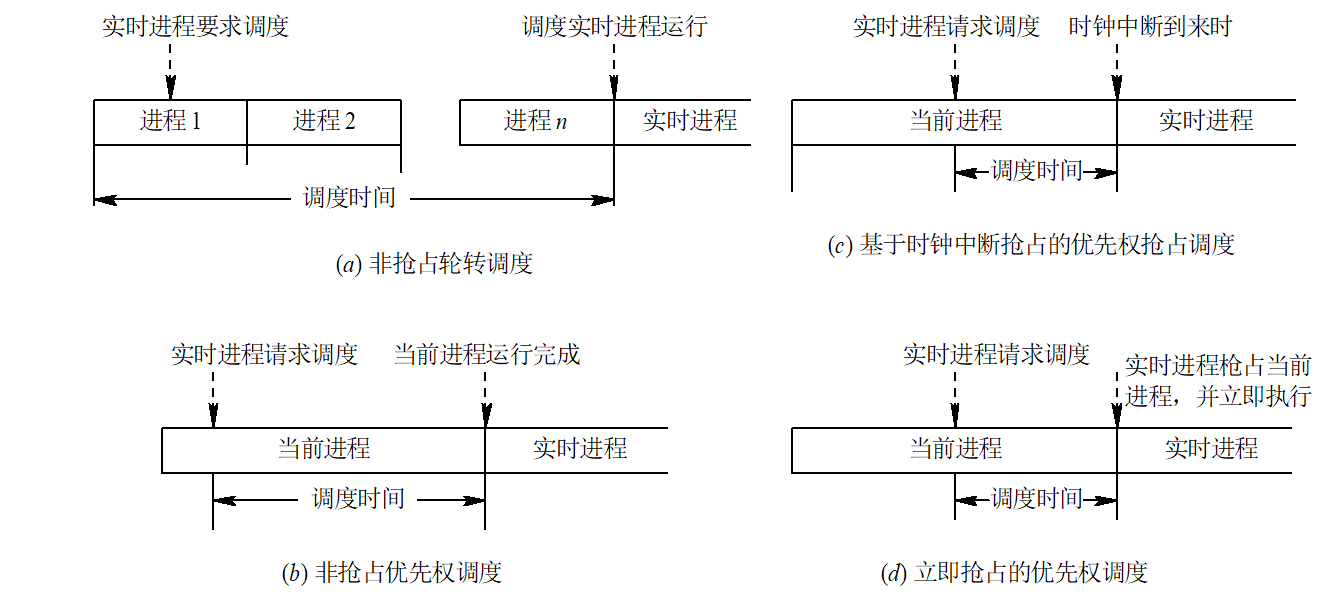 实时进程要求调度
调度实时进程运行
进程 1
进程 2
进程 n
实时进程
调度时间
(a) 非抢占轮转调度
实时进程请求调度
时钟中断到来时
当前进程
实时进程
调度时间
(c) 基于时钟中断抢占的优先权抢占调度
实时进程请求调度
当前进程运行完成
当前进程
实时进程
调度时间
(b) 非抢占优先权调度
实时进程请求调度
实时进程枪占当前
进程，并立即执行
当前进程
实时进程
调度时间
(d) 立即抢占的优先权调度